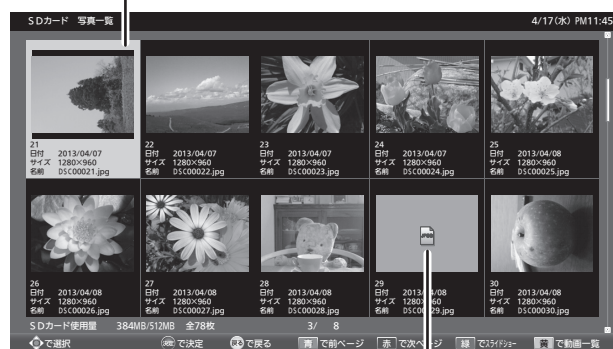 SDカード 写真一覧
4/17(水) PM11:45
21
日付 2013/04/07
サイズ 1280×960
名前 DSC00021.jpg
22
日付 2013/04/07
サイズ 1280×960
名前 DSC00022.jpg
23
日付 2013/04/07
サイズ 1280×960
名前 DSC00023.jpg
24
日付 2013/04/07
サイズ 1280×960
名前 DSC00024.jpg
25
日付 2013/04/08
サイズ 1280×960
名前 DSC00025.jpg
JPEG
26
日付 2013/04/08
サイズ 1280×960
名前 DSC00026.jpg
27
日付 2013/04/08
サイズ 1280×960
名前 DSC00027.jpg
28
日付 2013/04/08
サイズ 1280×960
名前 DSC00028.jpg
29
日付 2013/04/08
サイズ 1280×960
名前 DSC00029.jpg
30
日付 2013/04/08
サイズ 1280×960
名前 DSC00030.jpg
SDカード使用量 384MB/512MB 全78枚 3/ 8
で選択 決定 で決定 戻る で戻る 青 で前ページ 赤 で次ページ 緑 でスライドショー 黄 で動画一覧